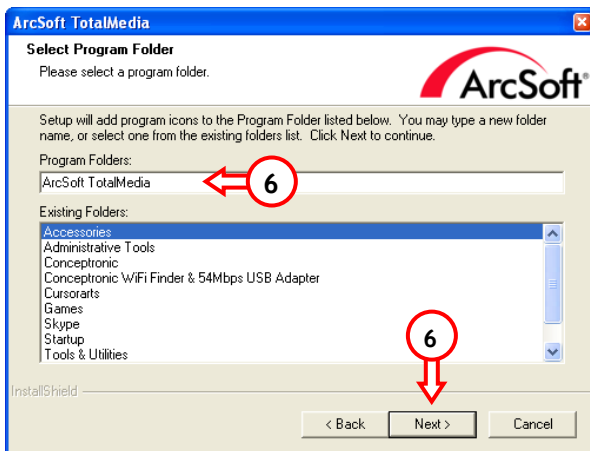 ArcSoft TotalMedia
Select Program Folder
Please select a program folder.
ArcSoft®
Setup will add program icons to the Program Folder listed below. You may type a new folder
name, or select one from the existing folders list. Click Next to continue.
Program Folders:
ArcSoft TotalMedia
6
Existing Folders:
Accessories
Administrative Tools
Conceptronic
Conceptronic WiFi Finder & 54Mbps USB Adapter
Cursorarts
Games
Skype
Startup
Tools & Utilities
6
InstallShield
< Back
Next >
Cancel